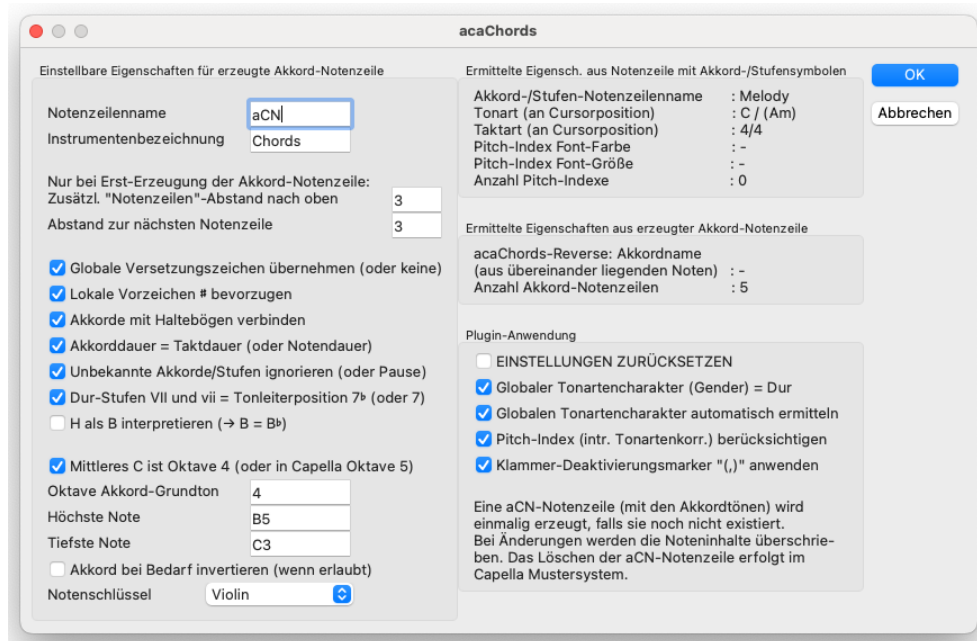 acaChords
Einstellbare Eigenschaften für erzeugte Akkord-Notenzeile
Notenzeilenname aCN
Instrumentenbezeichnung Chords
Nur bei Erst-Erzeugung der Akkord-Notenzeile:
Zusätzl. "Notenzeilen"-Abstand nach oben 3
Abstand zur nächsten Notenzeile 3
Globale Versetzungszeichen übernehmen (oder keine)
Lokale Vorzeichen # bevorzugen
Akkorde mit Haltebögen verbinden
Akkorddauer = Taktdauer (oder Notendauer)
Unbekannte Akkorde/Stufen ignorieren (oder Pause)
Dur-Stufen VII und vii = Tonleiterposition 7♭ (oder 7)
H als B interpretieren (→ B = B♭)
Mittleres C ist Oktave 4 (oder in Capella Oktave 5)
Oktave Akkord-Grundton 4
Höchste Note B5
Tiefste Note C3
Akkord bei Bedarf invertieren (wenn erlaubt)
Notenschlüssel Violin
Ermittelte Eigensch. aus Notenzeile mit Akkord-/Stufensymbolen
Akkord-/Stufen-Notenzeilenname : Melody
Tonart (an Cursorposition) : C / (Am)
Taktart (an Cursorposition) : 4/4
Pitch-Index Font-Farbe : -
Pitch-Index Font-Größe : -
Anzahl Pitch-Indexe : 0
Ermittelte Eigenschaften aus erzeugter Akkord-Notenzeile
acaChords-Reverse: Akkordname
(aus übereinander liegenden Noten) : -
Anzahl Akkord-Notenzeilen : 5
Plugin-Anwendung
EINSTELLUNGEN ZURÜCKSETZEN
Globaler Tonartencharakter (Gender) = Dur
Globalen Tonartencharakter automatisch ermitteln
Pitch-Index (intr. Tonartenkorr.) berücksichtigen
Klammer-Deaktivierungsmarker "(,)" anwenden
Eine aCN-Notenzeile (mit den Akkordtönen) wird
einmalig erzeugt, falls sie noch nicht existiert.
Bei Änderungen werden die Noteninhalte überschrie-
ben. Das Löschen der aCN-Notenzeile erfolgt im
Capella Mustersystem.
OK
Abbrechen